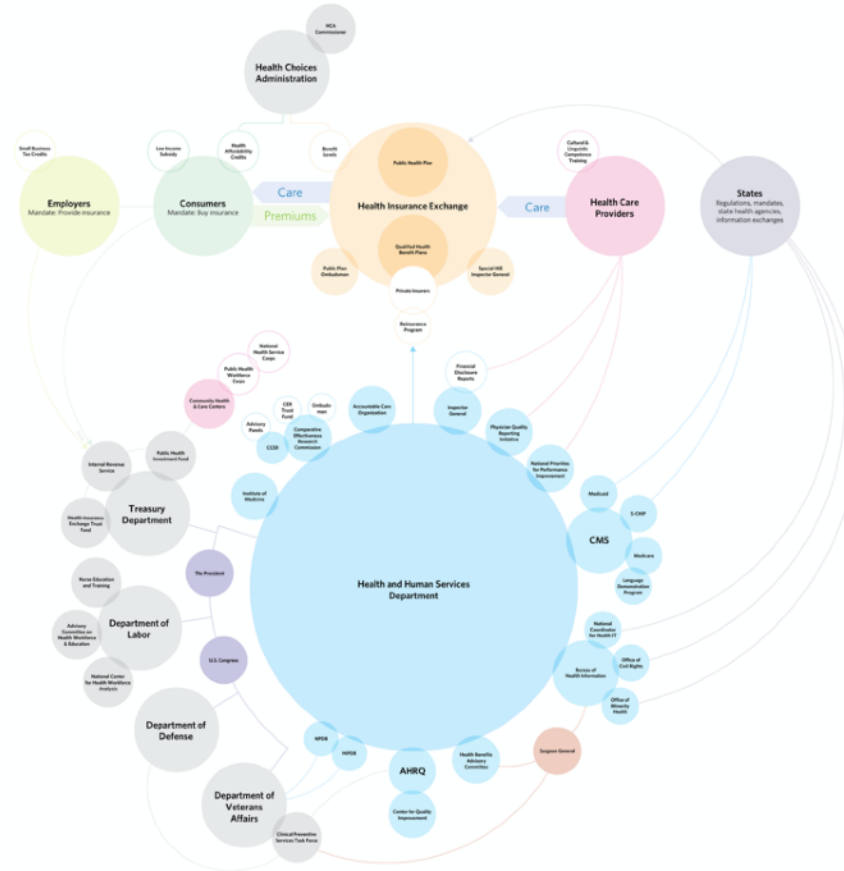 HCA
Commissioner
Health Choices
Administration
Small Business
Tax Credits
Low Income
Subsidy
Health
Affordability
Credits
Benefit
Levels
Public Health Plan
Cultural &
Linguistic
Competence
Training
Employers
Mandate: Provide insurance
Consumers
Mandate: Buy insurance
Care
Premiums
Health Insurance Exchange
Care
Health Care
Providers
States
Regulations, mandates,
state health agencies,
information exchanges
Qualified Health
Benefit Plans
Public Plan
Ombudsman
Special HIE
Inspector General
Private Insurers
Reinsurance
Program
National
Health Service
Corps
Public Health
Workforce
Corps
Community Health
& Care Centers
Financial
Disclosure
Reports
Advisory
Panels
CER
Trust
Fund
Ombuds-
man
CCER
Comparative
Effectiveness
Research
Commission
Accountable Care
Organization
Inspector
General
Physician Quality
Reporting
Initiative
National Priorities
for Performance
Improvement
Internal Revenue
Service
Public Health
Investment Fund
Institute of
Medicine
Treasury
Department
Health Insurance
Exchange Trust
Fund
Medicaid
S-CHIP
CMS
Medicare
Language
Demonstration
Program
The President
Health and Human Services
Department
Nurse Education
and Training
Department of
Labor
Advisory
Committee on
Health Workforce
& Education
National Center
for Health Workforce
Analysis
U.S. Congress
National
Coordinator
for Health IT
Office of
Civil Rights
Bureau of
Health Information
Office of
Minority
Health
Department of
Defense
NPDB
HIPDB
AHRQ
Health Benefits
Advisory
Committee
Surgeon General
Department of
Veterans
Affairs
Center for Quality
Improvement
Clinical Preventive
Services Task Force